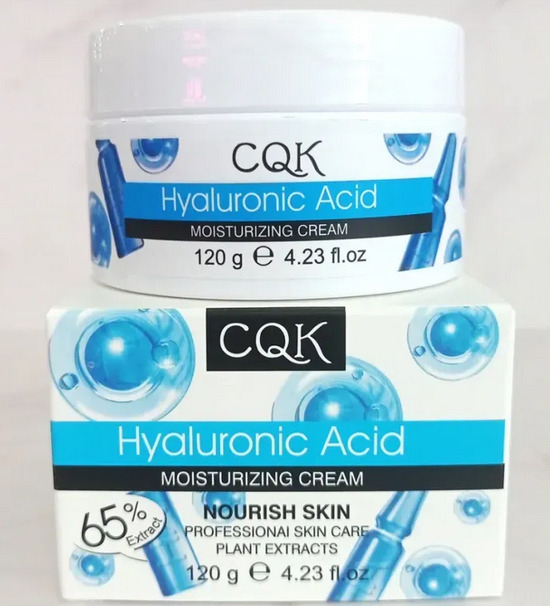 CQK
Hyaluronic Acid
MOISTURIZING CREAM
120 g ℮ 4.23 fl.oz
CQK
Hyaluronic Acid
MOISTURIZING CREAM
65%
Extract
NOURISH SKIN
PROFESSIONAl SKIN CARE
PLANT EXTRACTS
120 g ℮ 4.23 fl.oz